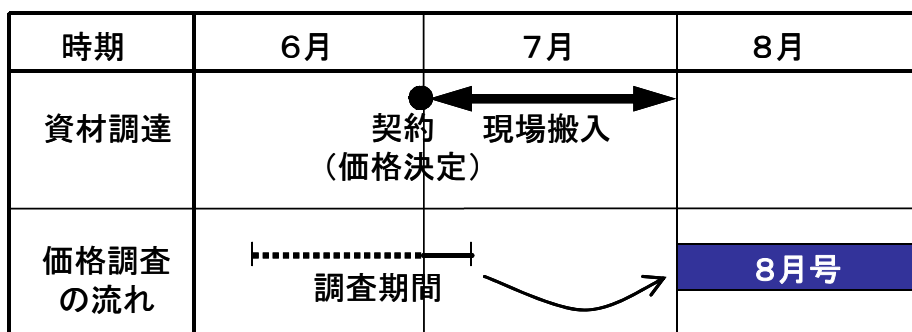 時期
6月
7月
8月
資材調達
契約
(価格決定)
現場搬入
価格調査
の流れ
調査期間
8月号